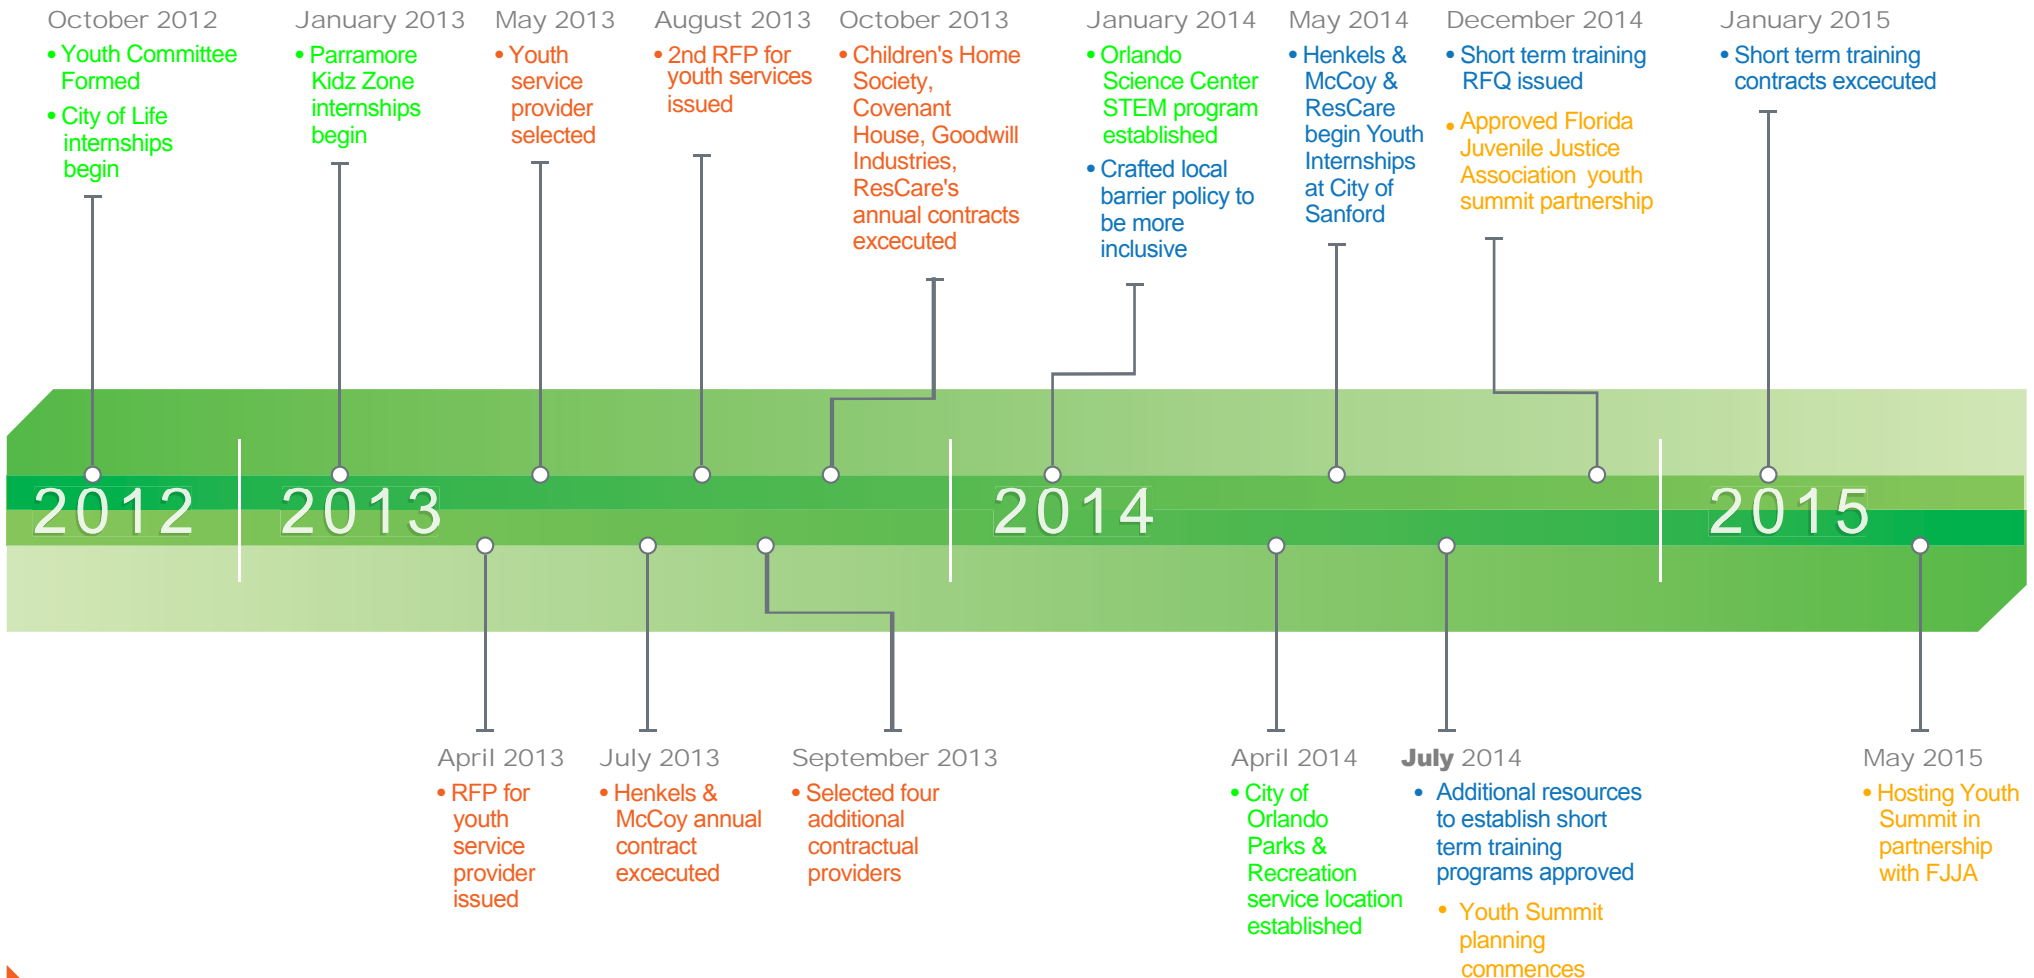 October 2012
• Youth Committee
Formed
• City of Life
internships
begin
January 2013
• Parramore
Kidz Zone
internships
begin
May 2013
• Youth
service
provider
selected
August 2013
• 2nd RFP for
youth services
issued
October 2013
• Children's Home
Society,
Covenant
House, Goodwill
Industries,
ResCare's
annual contracts
excecuted
January 2014
• Orlando
Science Center
STEM program
established
• Crafted local
barrier policy to
be more
inclusive
May 2014
• Henkels &
McCoy &
ResCare
begin Youth
Internships
at City of
Sanford
December 2014
• Short term training
RFQ issued
• Approved Florida
Juvenile Justice
Association youth
summit partnership
January 2015
• Short term training
contracts excecuted
2012
2013
2014
2015
April 2013
• RFP for
youth
service
provider
issued
July 2013
• Henkels &
McCoy annual
contract
excecuted
September 2013
• Selected four
additional
contractual
providers
April 2014
• City of
Orlando
Parks &
Recreation
service location
established
July 2014
• Additional resources
to establish short
term training
programs approved
• Youth Summit
planning
commences
May 2015
• Hosting Youth
Summit in
partnership
with FJJA